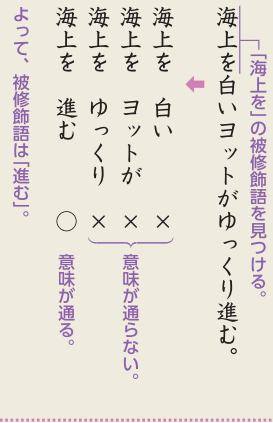 「海上を」の被修飾語を見つける。
海上を白いヨットがゆっくり進む。
海上を 白い ×
海上を ヨットが ×
海上を ゆっくり ×
意味が通らない。
海上を 進む ○
意味が通る。
よって、被修飾語は「進む」。